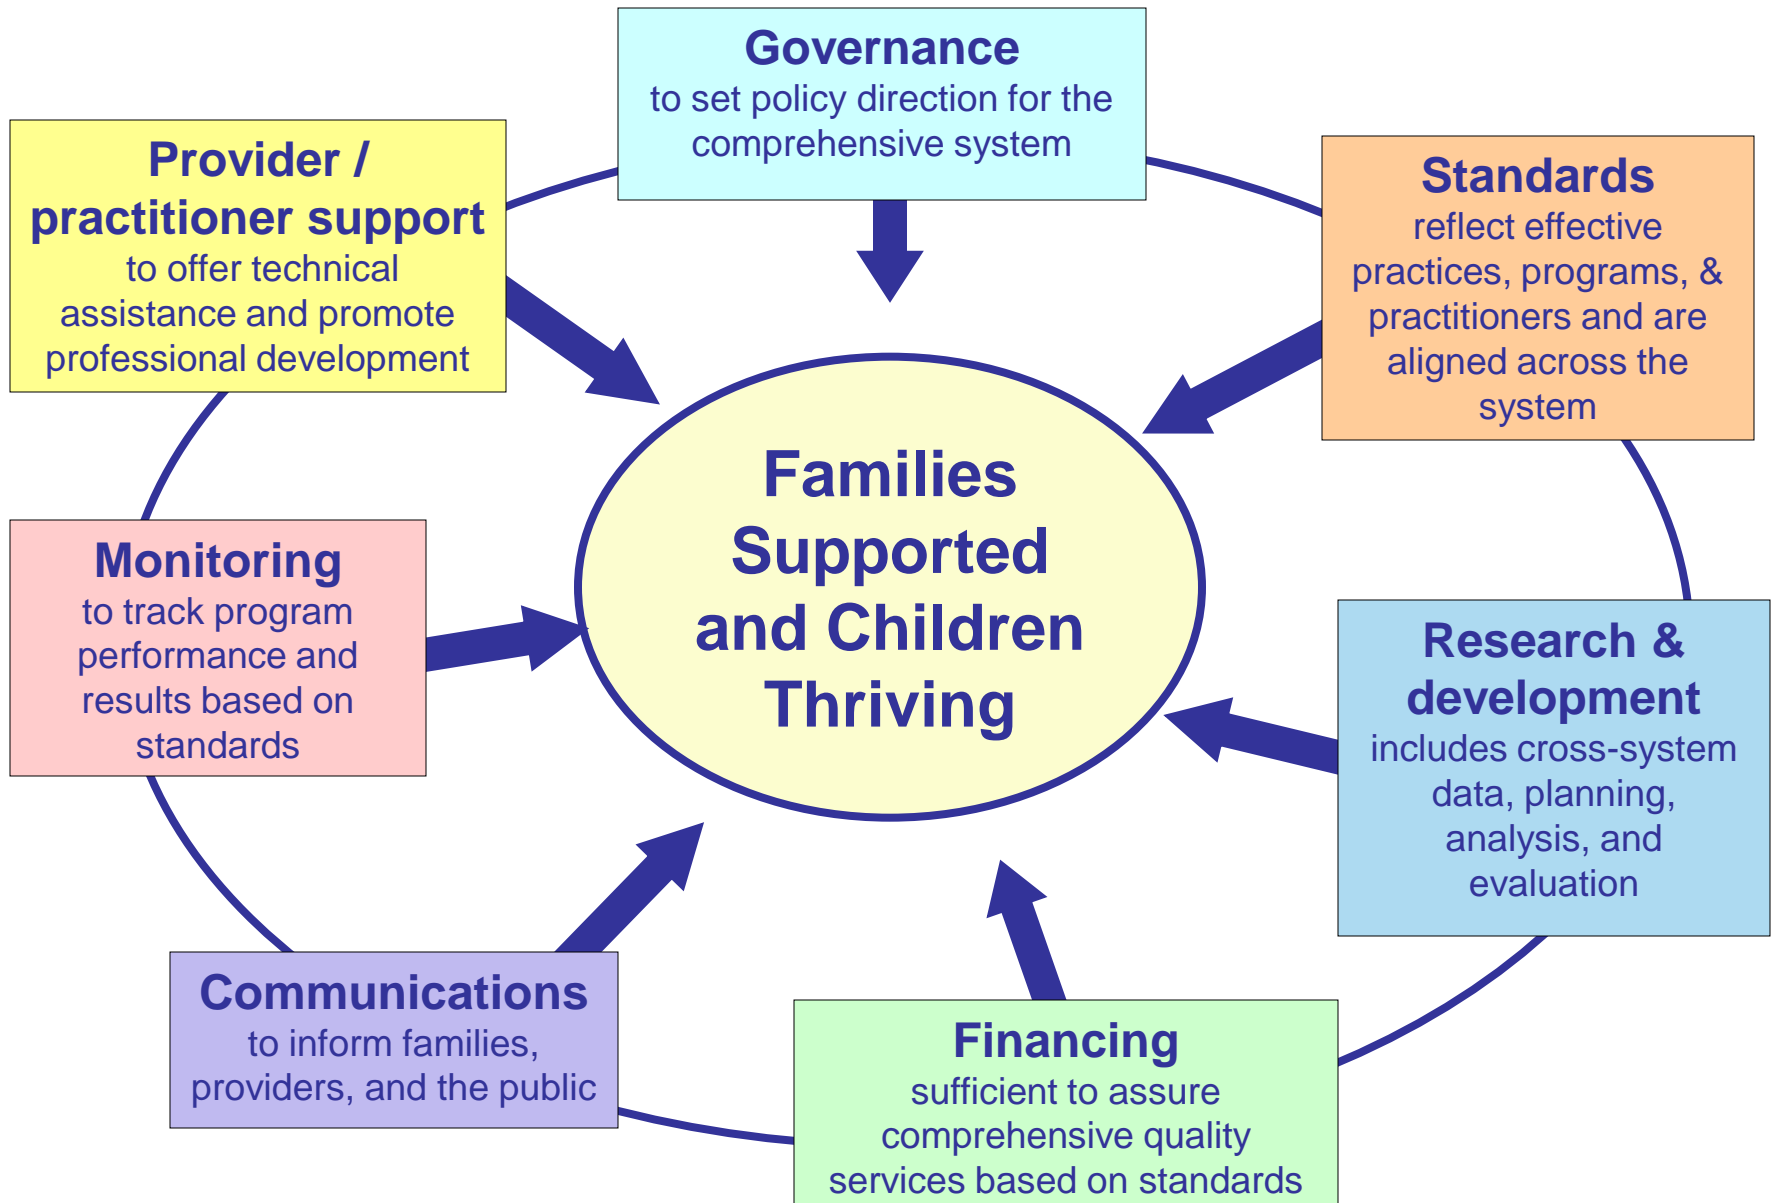 Governance
to set policy direction for the
comprehensive system
Provider /
practitioner support
to offer technical
assistance and promote
professional development
Standards
reflect effective
practices, programs, &
practitioners and are
aligned across the
system
Families
Supported
and Children
Thriving
Monitoring
to track program
performance and
results based on
standards
Research &
development
includes cross-system
data, planning,
analysis, and
evaluation
Communications
to inform families,
providers, and the public
Financing
sufficient to assure
comprehensive quality
services based on standards